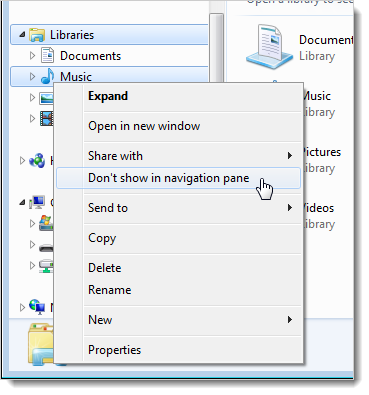 Open a library to see
Libraries
Documents
Music
Expand
Open in new window
Share with
Don't show in navigation pane
Send to
Copy
Delete
Rename
New
Properties
Document
Library
Music
Library
Pictures
Library
Videos
Library